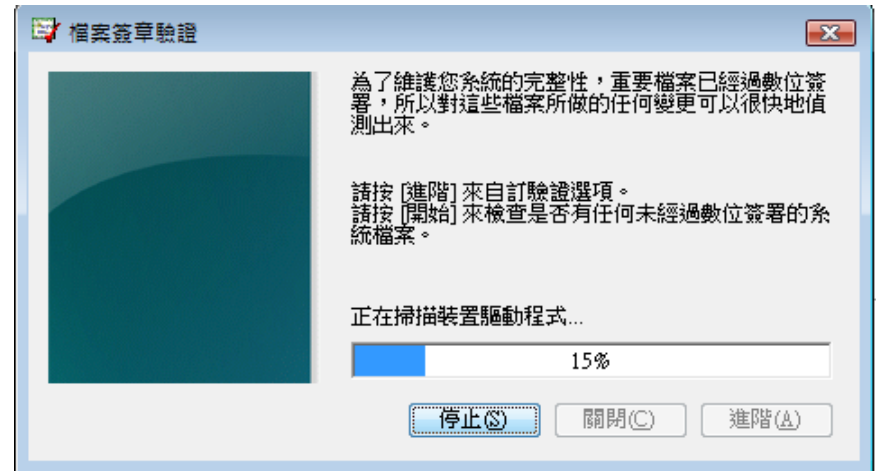 檔案簽章驗證
為了維護您系統的完整性，重要檔案已經過數位簽
署，所以對這些檔案所做的任何變更可以很快地偵
測出來。
請按 [進階] 來自訂驗證選項。
請按 [開始] 來檢查是否有任何未經過數位簽署的系
統檔案。
正在掃描裝置驅動程式...
15%
停止(S) 關閉(C) 進階(A)